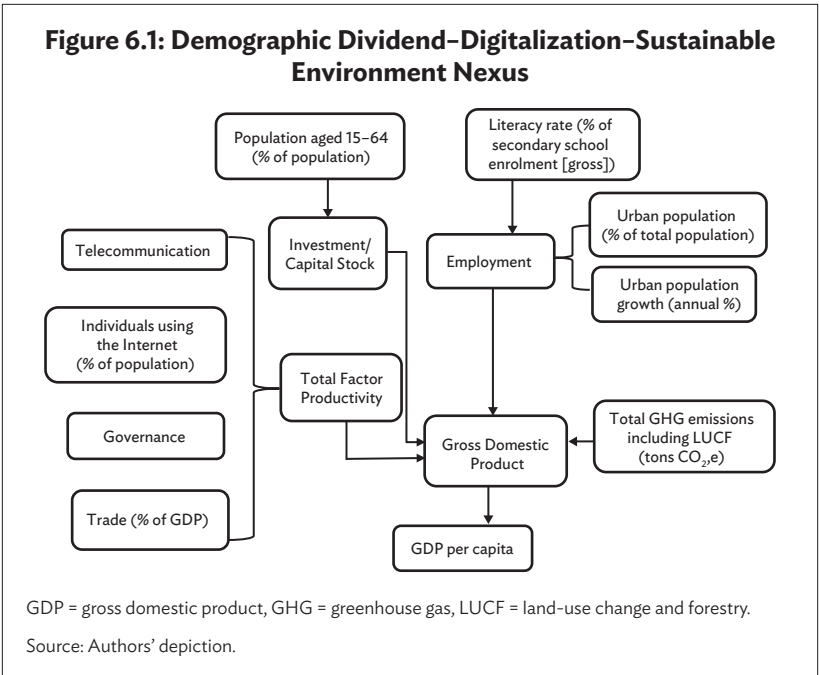 Figure 6.1: Demographic Dividend–Digitalization–Sustainable
Environment Nexus
Population aged 15–64
(% of population)
Literacy rate (% of
secondary school
enrolment [gross])
Telecommunication
Investment/
Capital Stock
Employment
Urban population
(% of total population)
Urban population
growth (annual %)
Individuals using
the Internet
(% of population)
Total Factor
Productivity
Governance
Gross Domestic
Product
Total GHG emissions
including LUCF
(tons CO₂,e)
Trade (% of GDP)
GDP per capita
GDP = gross domestic product, GHG = greenhouse gas, LUCF = land-use change and forestry.
Source: Authors’ depiction.